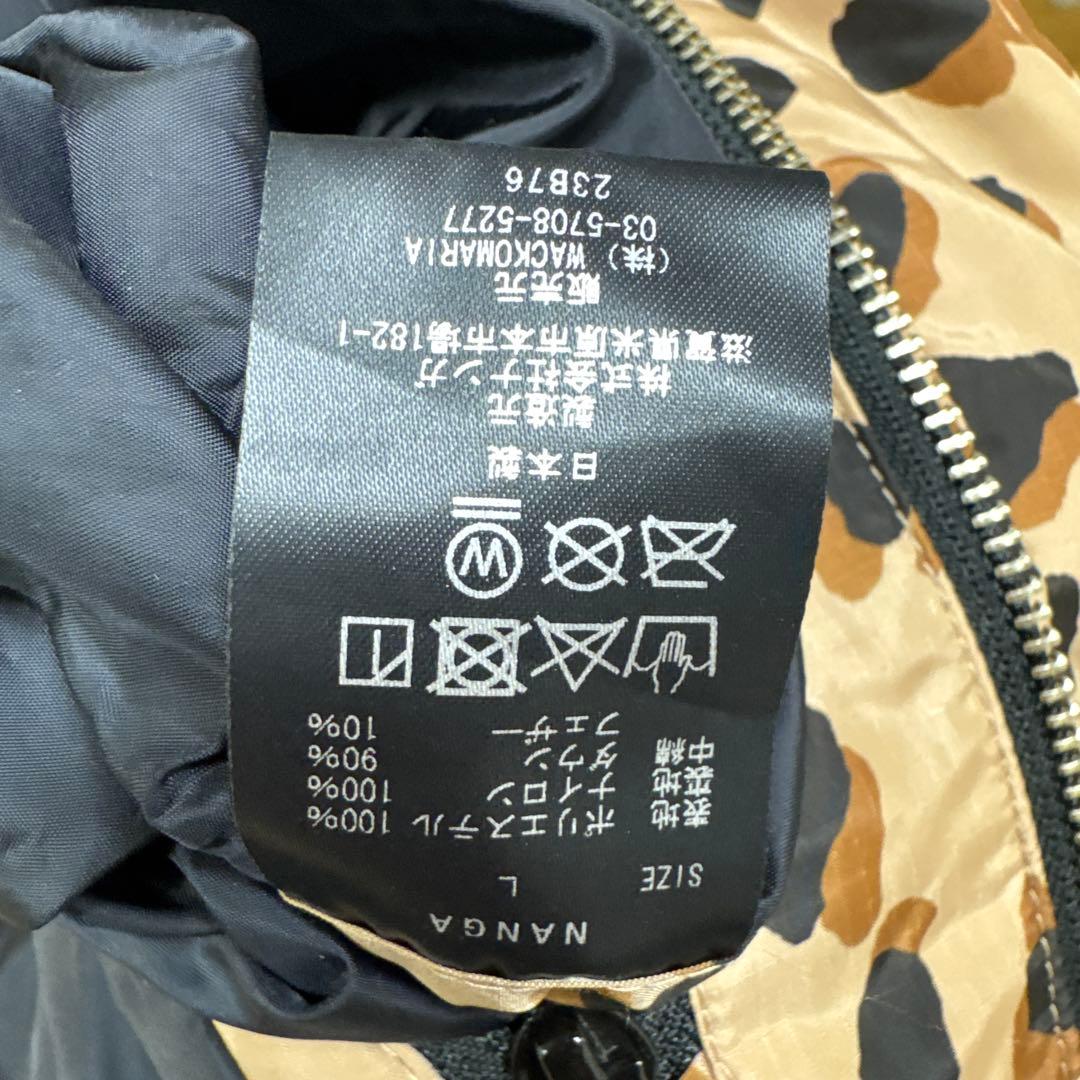 NANGA
SIZE L
表地 ポリエステル 100%
裏地 ナイロン 100%
中綿 ダウン 90%
フェザー 10%
W
日本製
製造元
株式会社ナンガ
滋賀県米原市本市場182-1
販売元
(株) WACKOMARIA
03-5708-5277
23B76